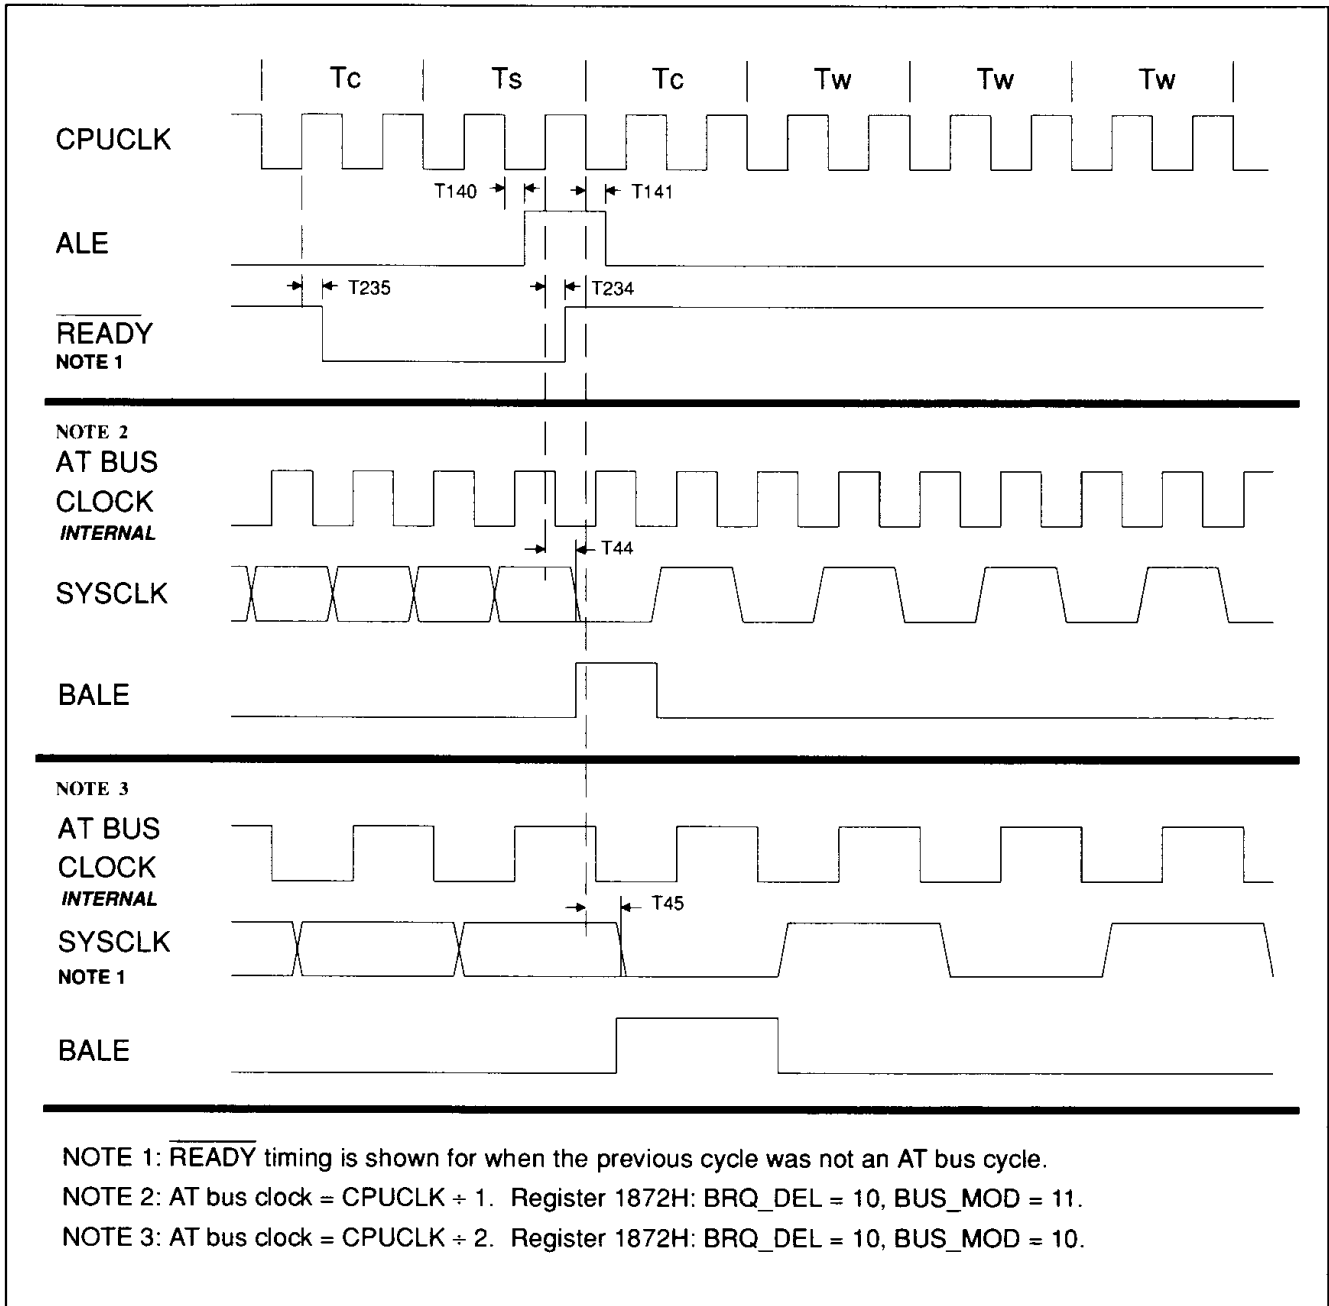 Tc Ts Tc Tw Tw Tw
CPUCLK
T140 T141
ALE
T235 T234
READY
NOTE 1
NOTE 2
AT BUS
CLOCK
INTERNAL
T44
SYSCLK
BALE
NOTE 3
AT BUS
CLOCK
INTERNAL
T45
SYSCLK
NOTE 1
BALE
NOTE 1: READY timing is shown for when the previous cycle was not an AT bus cycle.
NOTE 2: AT bus clock = CPUCLK ÷ 1. Register 1872H: BRQ_DEL = 10, BUS_MOD = 11.
NOTE 3: AT bus clock = CPUCLK ÷ 2. Register 1872H: BRQ_DEL = 10, BUS_MOD = 10.